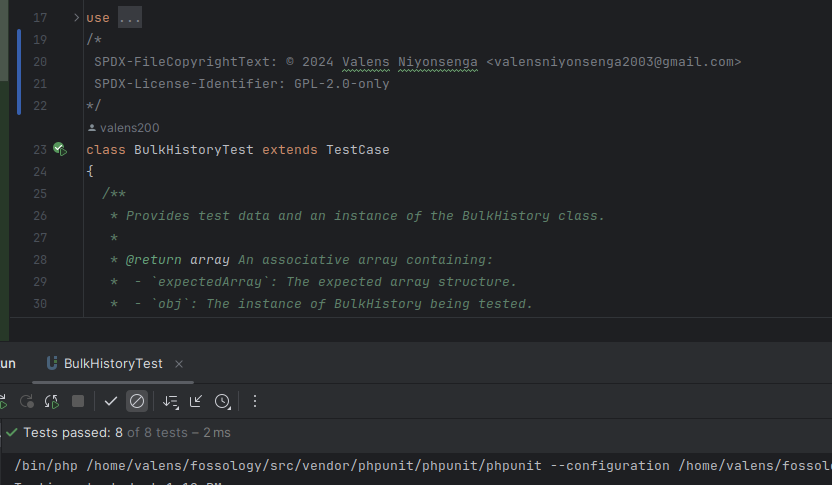 17 use ...
19 /*
20 SPDX-FileCopyrightText: © 2024 Valens Niyonsenga <valensniyonsenga2003@gmail.com>
21 SPDX-License-Identifier: GPL-2.0-only
22 */
valens200
23 class BulkHistoryTest extends TestCase
24 {
25 /**
26 * Provides test data and an instance of the BulkHistory class.
27 *
28 * @return array An associative array containing:
29 * - `expectedArray`: The expected array structure.
30 * - `obj`: The instance of BulkHistory being tested.
un BulkHistoryTest
Tests passed: 8 of 8 tests – 2 ms
/bin/php /home/valens/fossology/src/vendor/phpunit/phpunit/phpunit --configuration /home/valens/fossolo